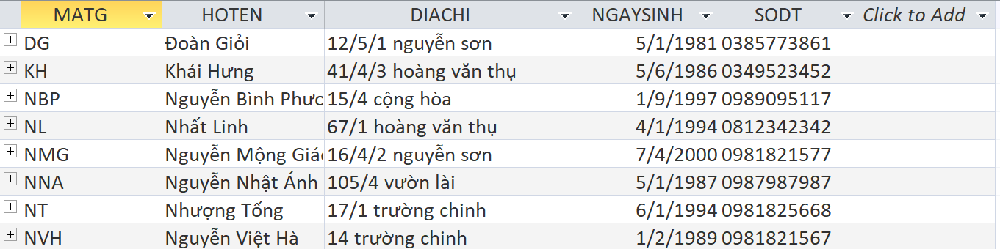 MATG HOTEN DIACHI NGAYSINH SODT Click to Add
DG Đoàn Giỏi 12/5/1 nguyễn sơn 5/1/1981 0385773861
KH Khái Hưng 41/4/3 hoàng văn thụ 5/6/1986 0349523452
NBP Nguyễn Bình Phươ 15/4 cộng hòa 1/9/1997 0989095117
NL Nhất Linh 67/1 hoàng văn thụ 4/1/1994 0812342342
NMG Nguyễn Mộng Giác 16/4/2 nguyễn sơn 7/4/2000 0981821577
NNA Nguyễn Nhật Ánh 105/4 vườn lài 5/1/1987 0987987987
NT Nhượng Tống 17/1 trường chinh 6/1/1994 0981825668
NVH Nguyễn Việt Hà 14 trường chinh 1/2/1989 0981821567